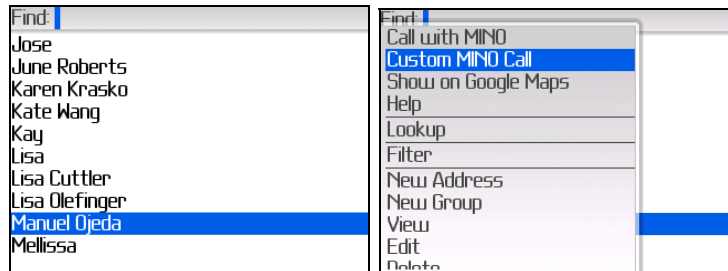 Find:
Jose
June Roberts
Karen Krasko
Kate Wang
Kay
Lisa
Lisa Cuttler
Lisa Olefinger
Manuel Ojeda
Mellissa
Find:
Call with MINO
Custom MINO Call
Show on Google Maps
Help
Lookup
Filter
New Address
New Group
View
Edit
Delete